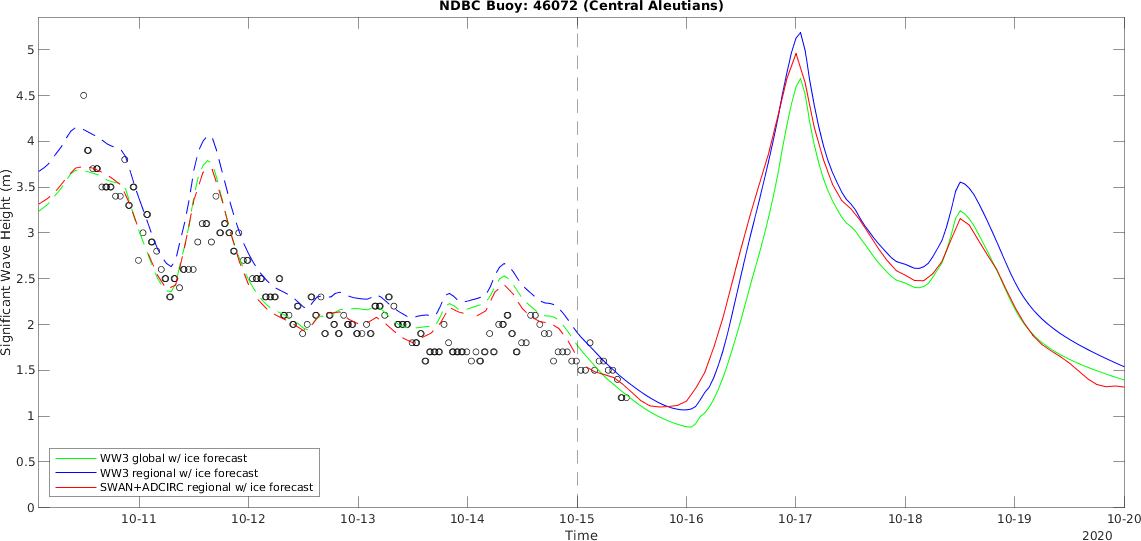 NDBC Buoy: 46072 (Central Aleutians)
5
4.5
4
3.5
3
2.5
2
1.5
1
0.5
0
Significant Wave Height (m)
WW3 global w/ ice forecast
WW3 regional w/ ice forecast
SWAN+ADCIRC regional w/ ice forecast
10-11 10-12 10-13 10-14 10-15 10-16 10-17 10-18 10-19 10-20
Time
2020